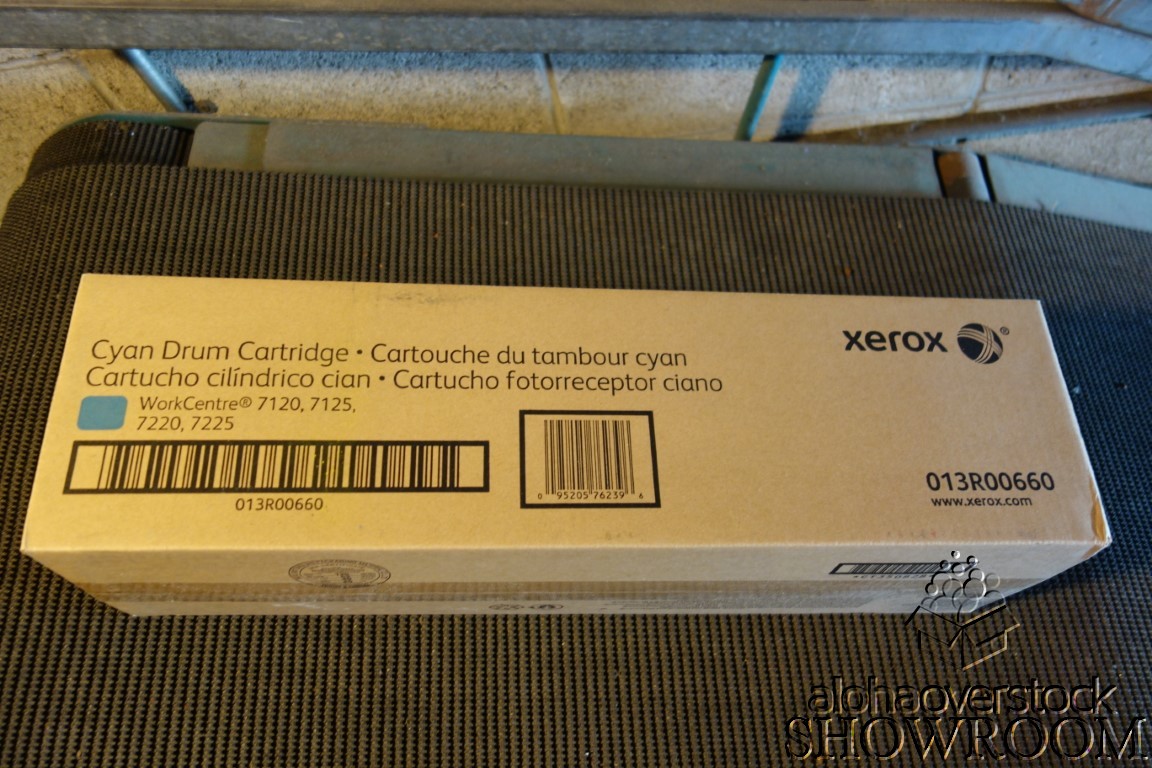 xerox ®
Cyan Drum Cartridge • Cartouche du tambour cyan
Cartucho cilíndrico cian • Cartucho fotorreceptor ciano
WorkCentre® 7120, 7125,
7220, 7225
013R00660
0 95205 76239 6
013R00660
www.xerox.com
alohaoverstock
SHOWROOM